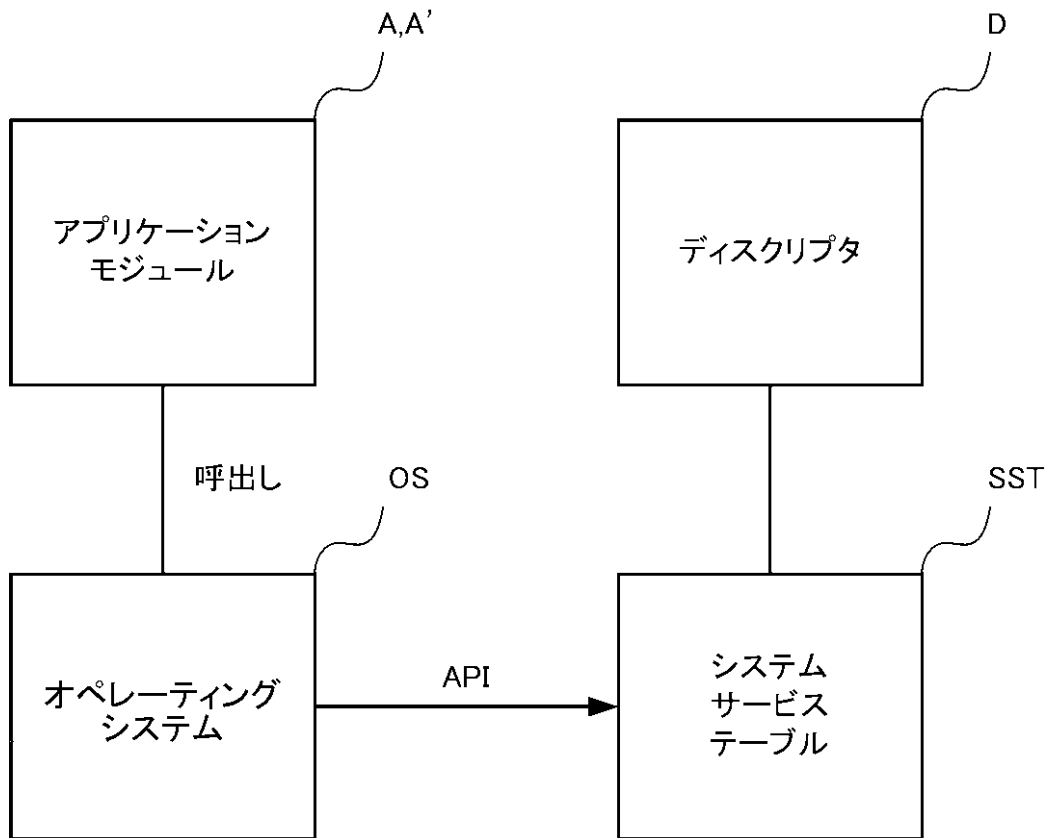 A,A’
D
アプリケーション
モジュール
ディスクリプタ
呼出し
OS
SST
オペレーティング
システム
API
システム
サービス
テーブル